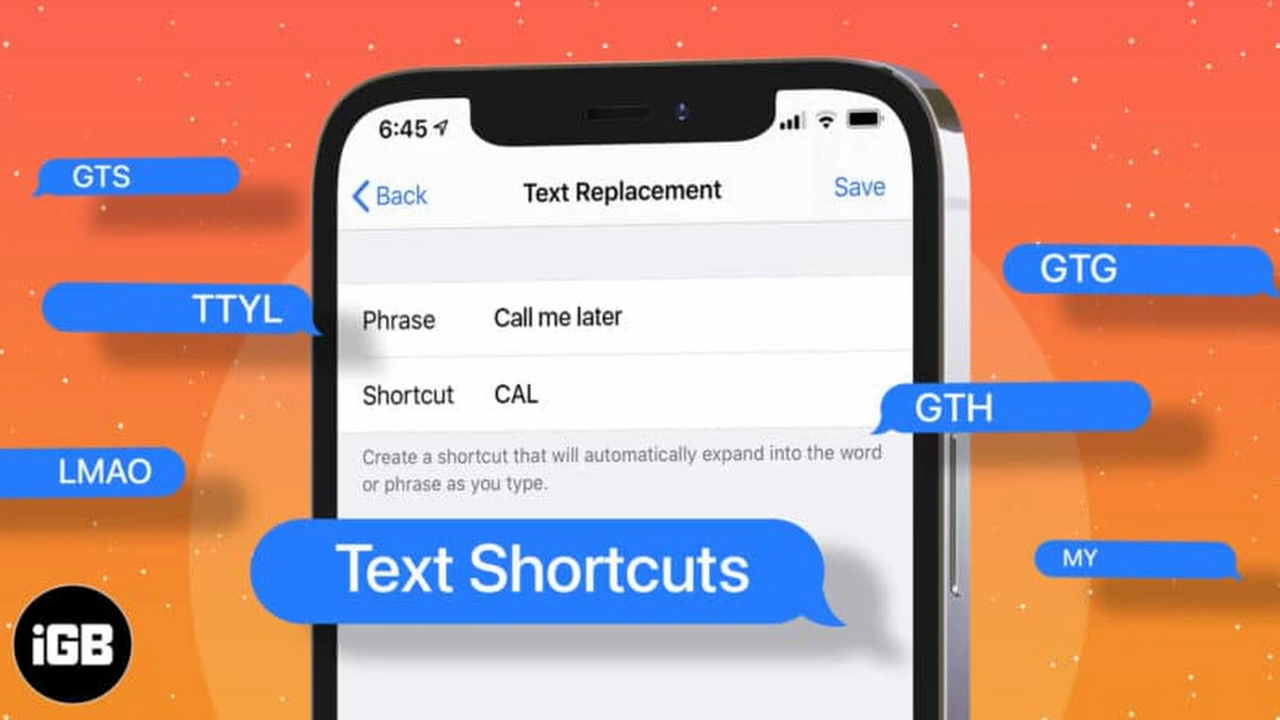 6:45
Back
Text Replacement
Save
GTS
GTG
TTYL
Phrase
Call me later
Shortcut
CAL
GTH
LMAO
Create a shortcut that will automatically expand into the word
or phrase as you type.
Text Shortcuts
MY
iGB